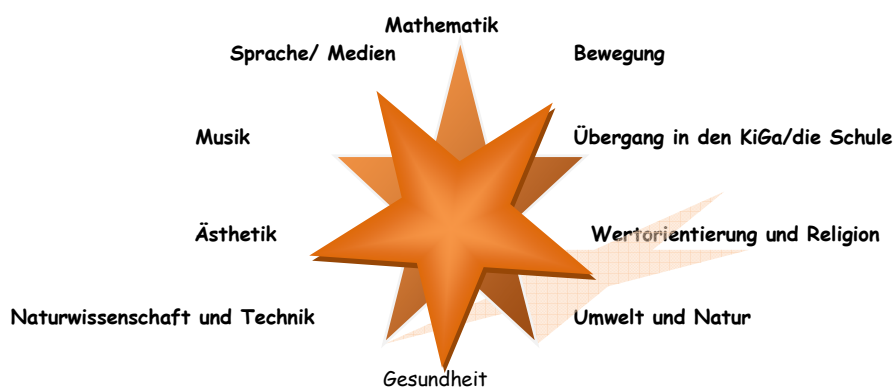 Mathematik
Sprache/ Medien
Bewegung
Musik
Übergang in den KiGa/die Schule
Ästhetik
Wertorientierung und Religion
Naturwissenschaft und Technik
Umwelt und Natur
Gesundheit